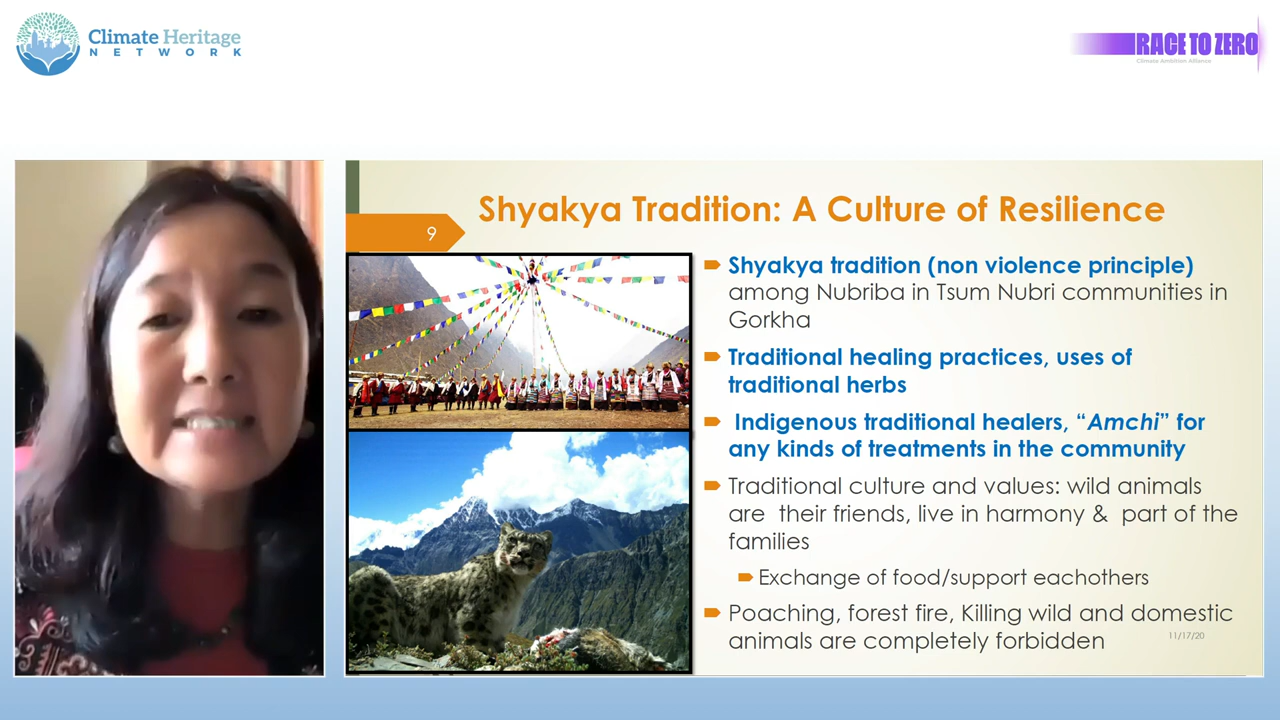 Climate Heritage
NETWORK
RACE TO ZERO
Climate Ambition Alliance
Shyakya Tradition: A Culture of Resilience
9
Shyakya tradition (non violence principle)
among Nubriba in Tsum Nubri communities in
Gorkha
Traditional healing practices, uses of
traditional herbs
Indigenous traditional healers, “Amchi” for
any kinds of treatments in the community
Traditional culture and values: wild animals
are their friends, live in harmony & part of the
families
Exchange of food/support eachothers
Poaching, forest fire, Killing wild and domestic
animals are completely forbidden
11/17/20